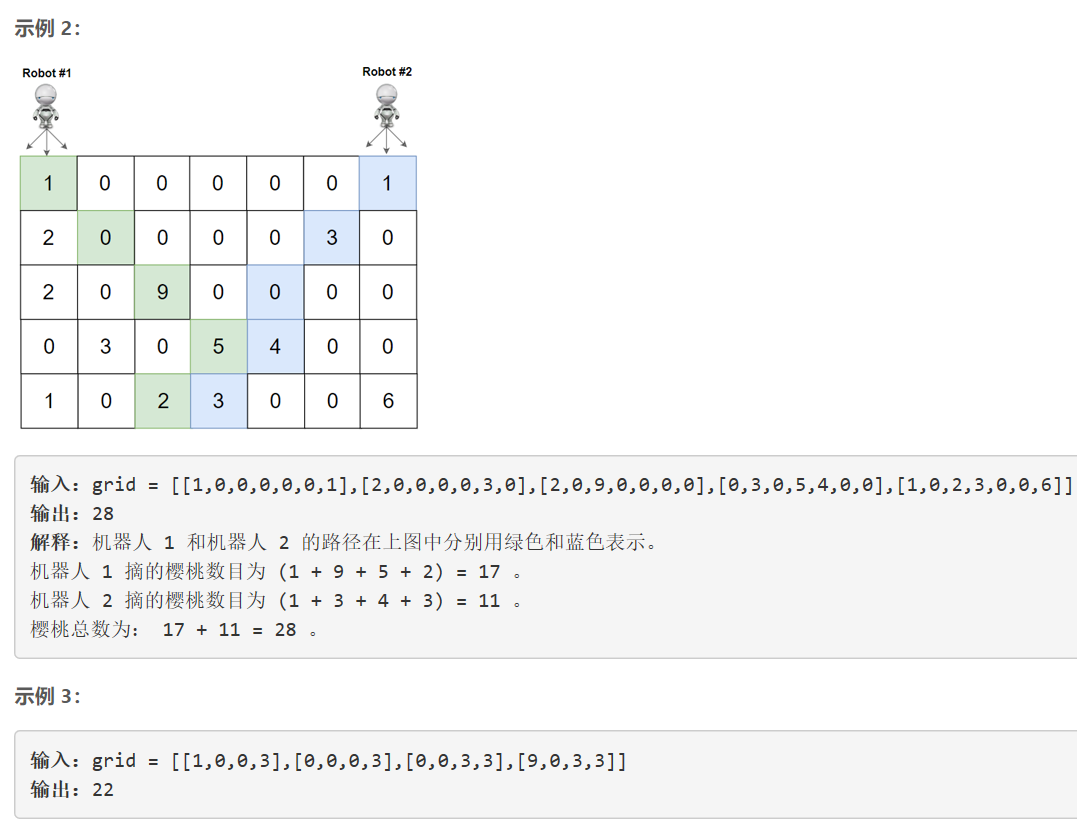 示例 2：
Robot #1 Robot #2
1 0 0 0 0 0 1
2 0 0 0 0 3 0
2 0 9 0 0 0 0
0 3 0 5 4 0 0
1 0 2 3 0 0 6
输入：grid = [[1,0,0,0,0,0,1],[2,0,0,0,0,3,0],[2,0,9,0,0,0,0],[0,3,0,5,4,0,0],[1,0,2,3,0,0,6]]
输出：28
解释：机器人 1 和机器人 2 的路径在上图中分别用绿色和蓝色表示。
机器人 1 摘的樱桃数目为 (1 + 9 + 5 + 2) = 17 。
机器人 2 摘的樱桃数目为 (1 + 3 + 4 + 3) = 11 。
樱桃总数为： 17 + 11 = 28 。
示例 3：
输入：grid = [[1,0,0,3],[0,0,0,3],[0,0,3,3],[9,0,3,3]]
输出：22